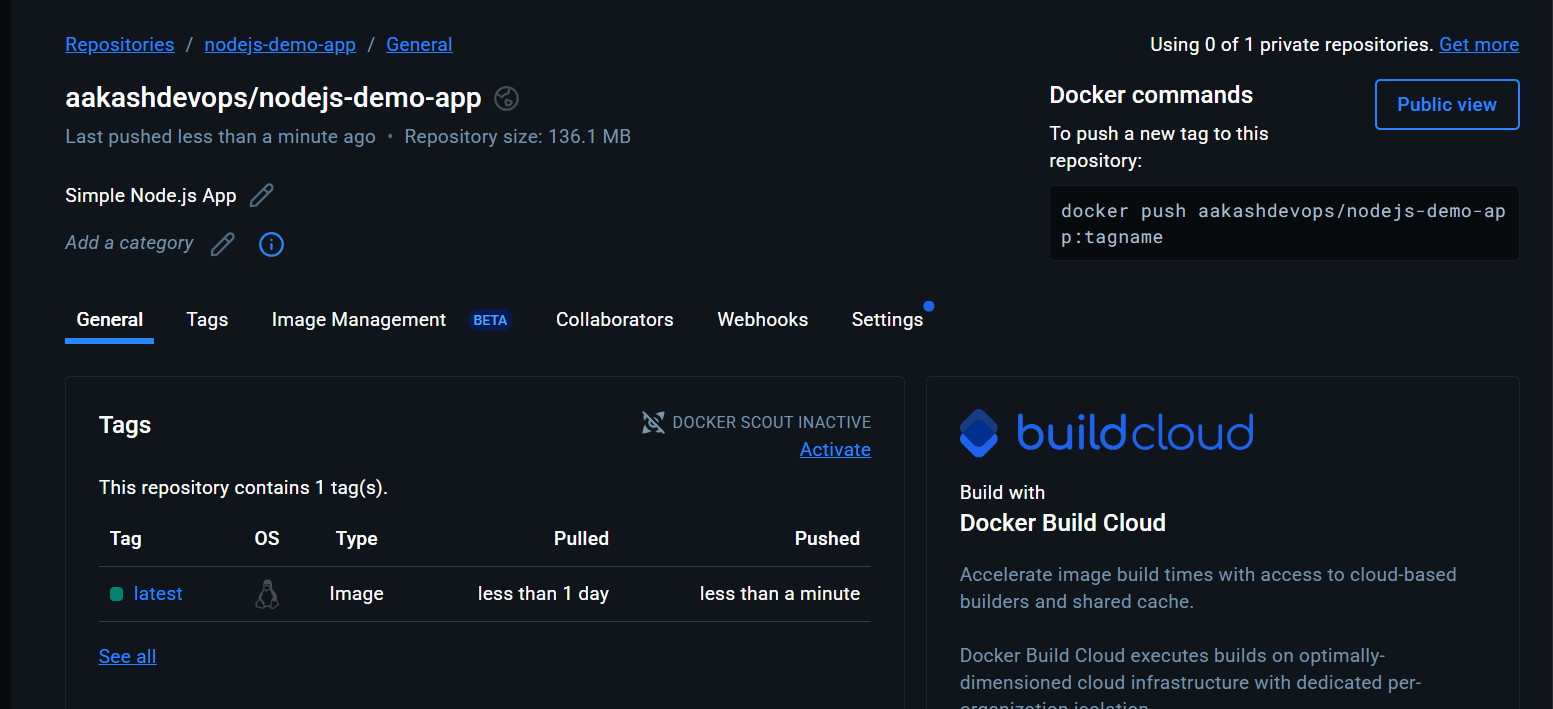 Repositories / nodejs-demo-app / General
Using 0 of 1 private repositories. Get more
aakashdevops/nodejs-demo-app
Last pushed less than a minute ago • Repository size: 136.1 MB
Simple Node.js App
Add a category
Docker commands
Public view
To push a new tag to this
repository:
docker push aakashdevops/nodejs-demo-ap
p:tagname
General Tags Image Management BETA Collaborators Webhooks Settings
Tags
DOCKER SCOUT INACTIVE
Activate
This repository contains 1 tag(s).
Tag OS Type Pulled Pushed
latest Image less than 1 day less than a minute
See all
buildcloud
Build with
Docker Build Cloud
Accelerate image build times with access to cloud-based
builders and shared cache.
Docker Build Cloud executes builds on optimally-
dimensioned cloud infrastructure with dedicated per-
organization isolation.